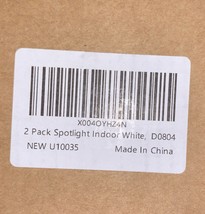 X004OYHZ4N
2 Pack Spotlight Indoor White, D0804
NEW U10035 Made In China